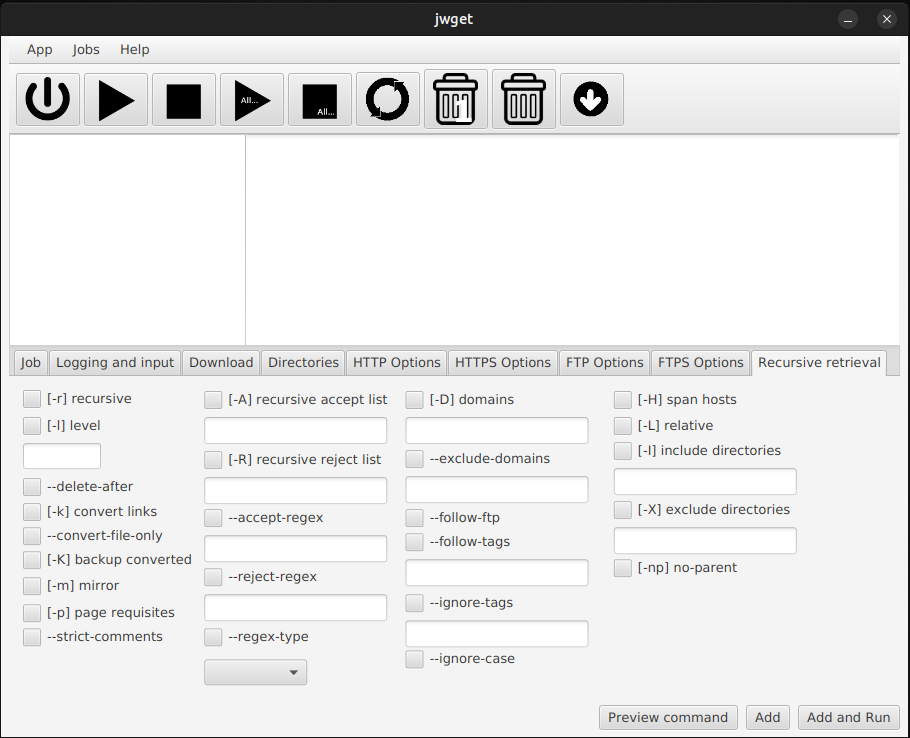 jwget
App Jobs Help
All... All...
1
Job Logging and input Download Directories HTTP Options HTTPS Options FTP Options FTPS Options Recursive retrieval
[-r] recursive
[-l] level
--delete-after
[-k] convert links
--convert-file-only
[-K] backup converted
[-m] mirror
[-p] page requisites
--strict-comments
[-A] recursive accept list
[-R] recursive reject list
--accept-regex
--reject-regex
--regex-type
[-D] domains
--exclude-domains
--follow-ftp
--follow-tags
--ignore-tags
--ignore-case
[-H] span hosts
[-L] relative
[-I] include directories
[-X] exclude directories
[-np] no-parent
Preview command Add Add and Run